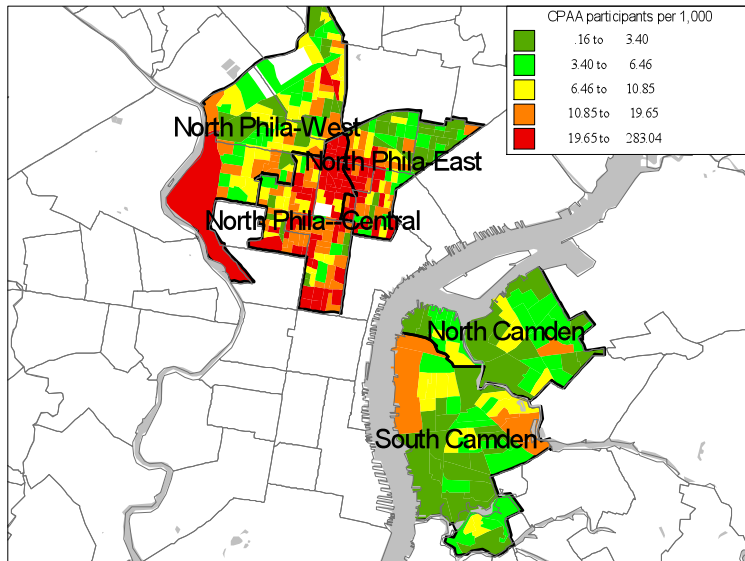 CPAA participants per 1,000
.16 to 3.40
3.40 to 6.46
6.46 to 10.85
10.85 to 19.65
19.65 to 283.04
North Phila-West
North Phila-East
North Phila--Central
North Camden
South Camden